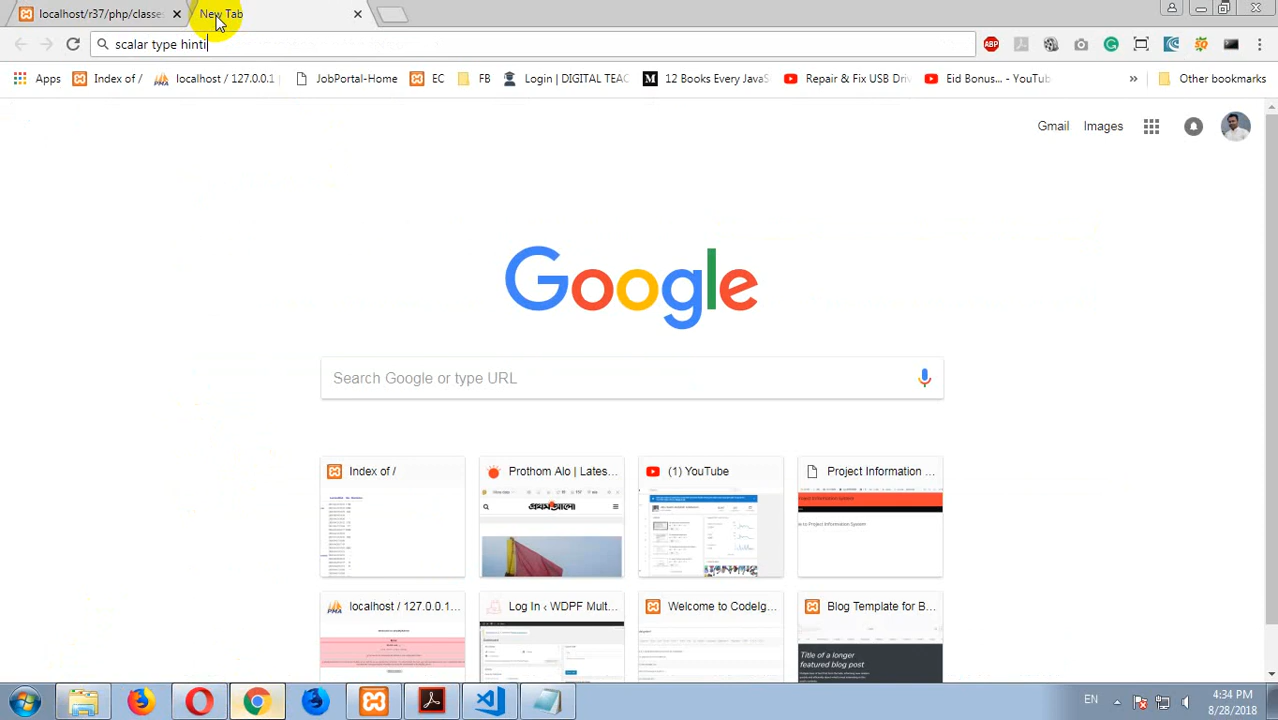 localhost/r37/php/classe
New Tab
scalar type hinti
ABP
Apps
Index of /
localhost / 127.0.0.1
JobPortal-Home
EC
FB
Login | DIGITAL TEAC
12 Books Every JavaS
Repair & Fix USB Driv
Eid Bonus... - YouTub
»
Other bookmarks
Gmail
Images
Google
Search Google or type URL
Index of /
Prothom Alo | Lates...
(1) YouTube
Project Information ...
localhost / 127.0.0.1...
Log In ‹ WDPF Mult...
Welcome to CodeIg...
Blog Template for B...
Title of a longer
featured blog post
EN
4:34 PM
8/28/2018